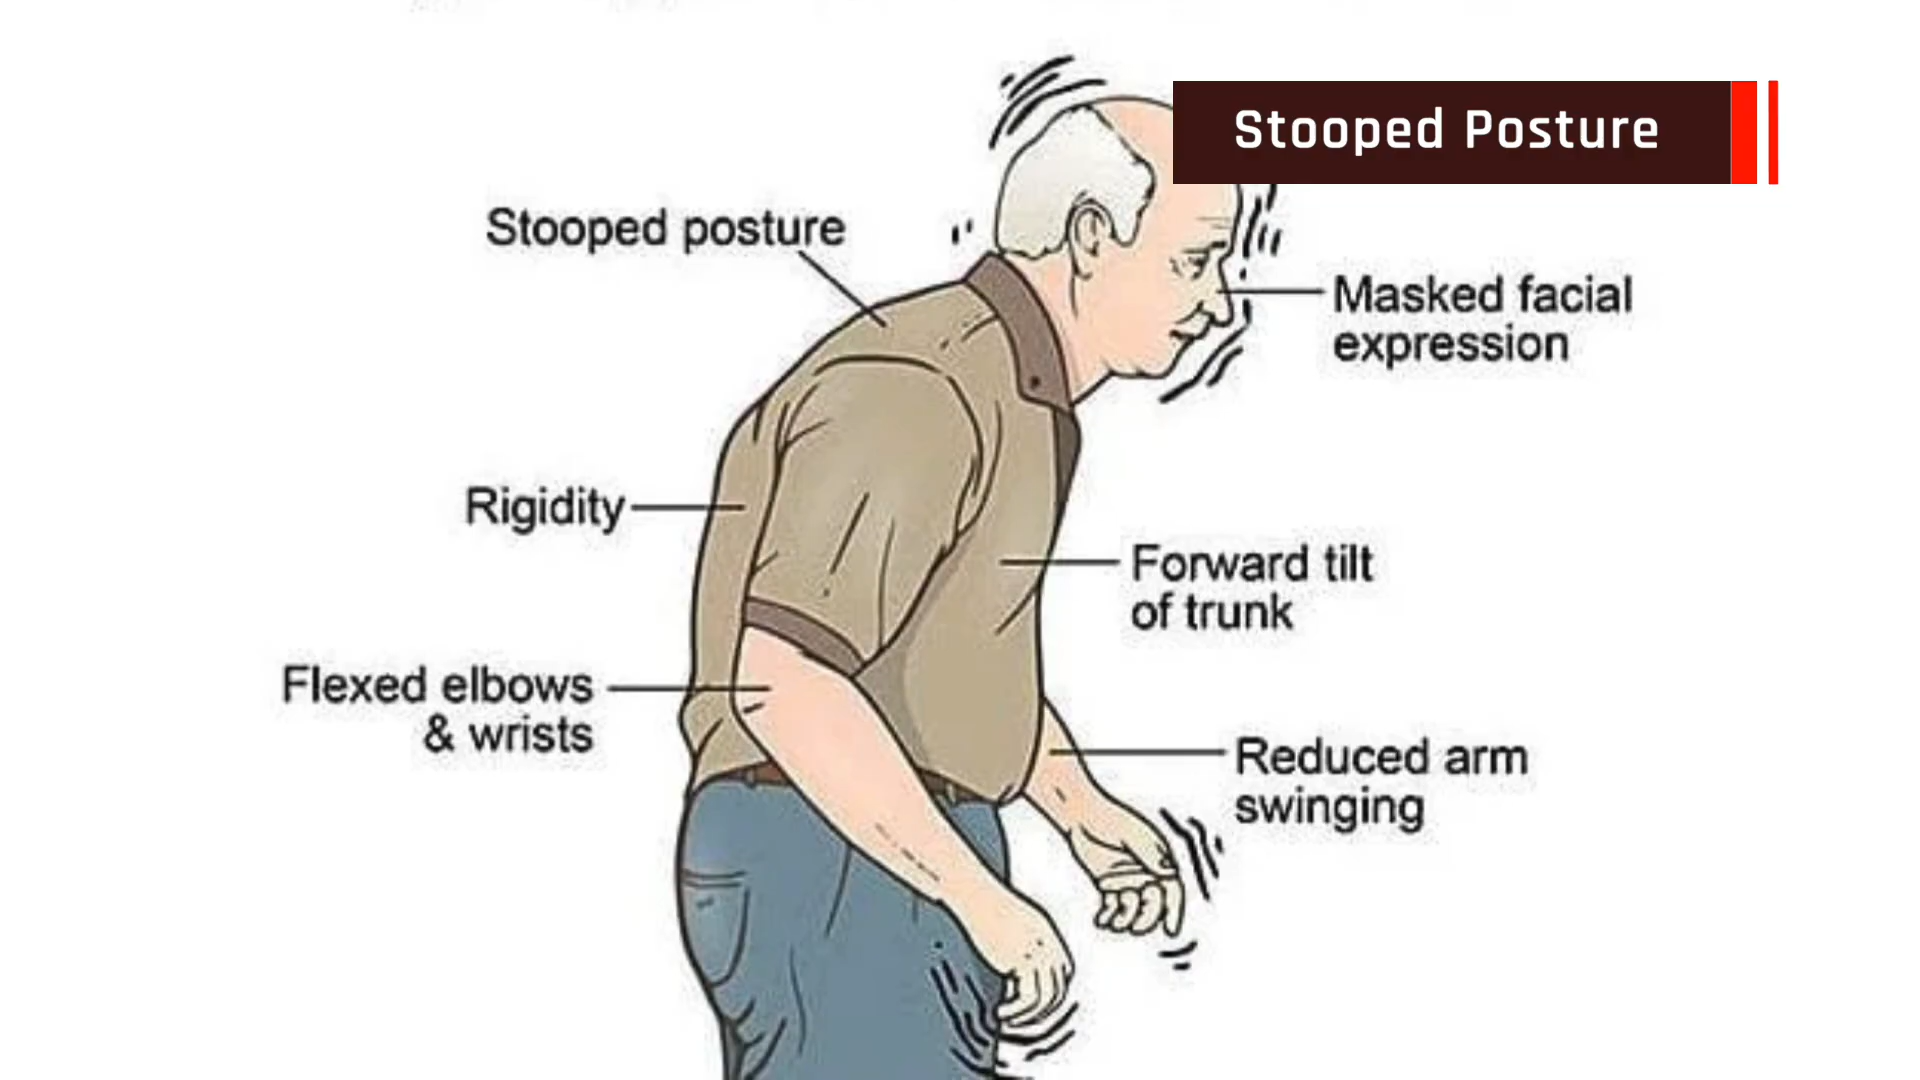 Stooped Posture
Stooped posture
Masked facial
expression
Rigidity
Forward tilt
of trunk
Flexed elbows
& wrists
Reduced arm
swinging